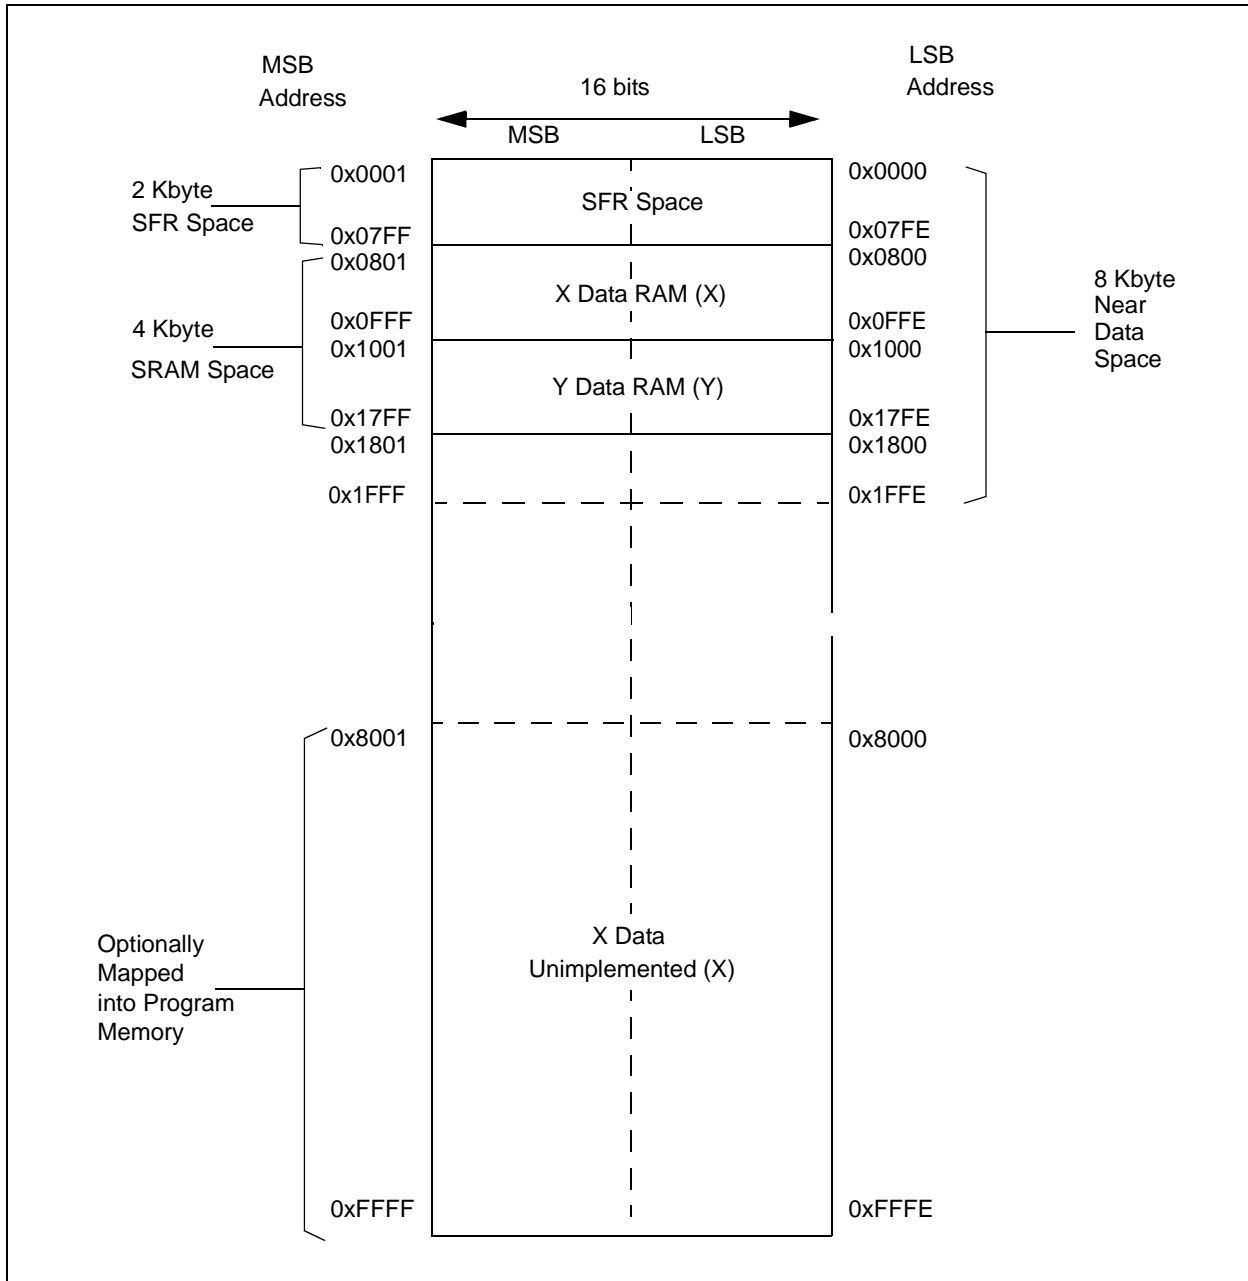 MSB
Address
LSB
Address
16 bits
MSB
LSB
2 Kbyte
SFR Space
0x0001
SFR Space
0x0000
0x07FF
0x07FE
0x0801
0x0800
4 Kbyte
SRAM Space
X Data RAM (X)
8 Kbyte
Near
Data
Space
0x0FFF
0x0FFE
0x1001
0x1000
Y Data RAM (Y)
0x17FF
0x17FE
0x1801
0x1800
0x1FFF
0x1FFE
0x8001
0x8000
Optionally
Mapped
into Program
Memory
X Data
Unimplemented (X)
0xFFFF
0xFFFE